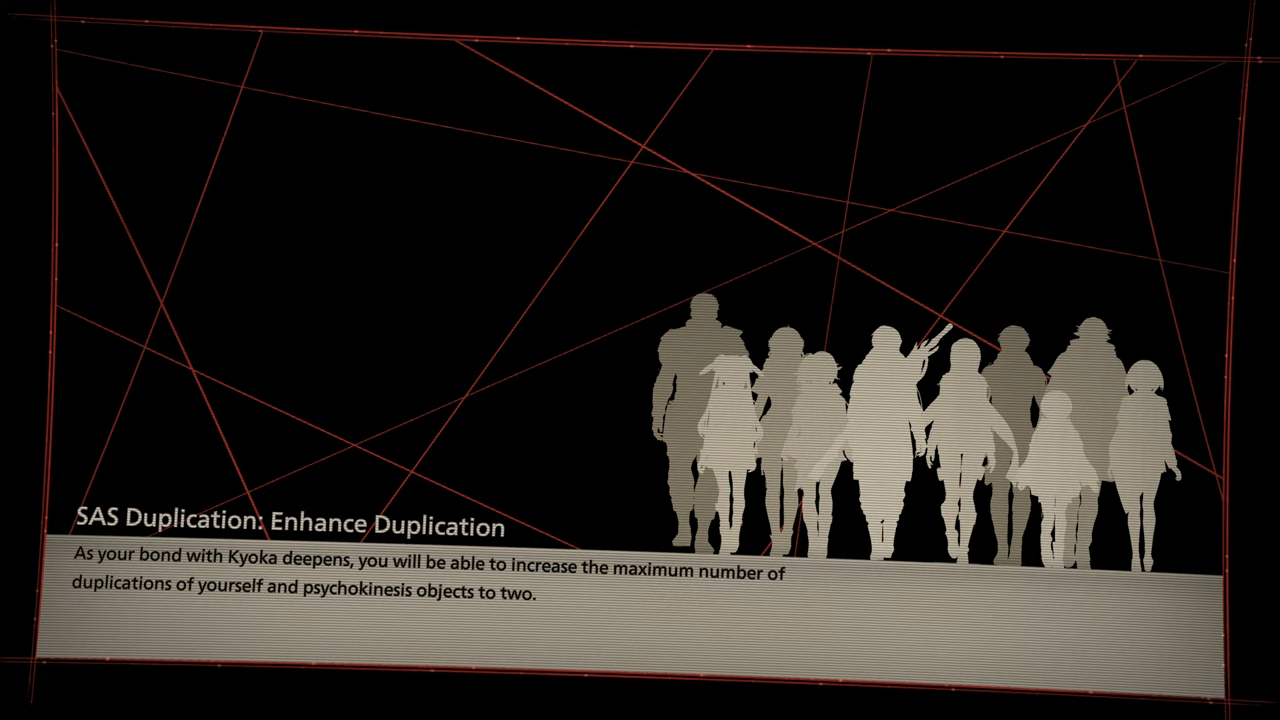 SAS Duplication: Enhance Duplication
As your bond with Kyoka deepens, you will be able to increase the maximum number of
duplications of yourself and psychokinesis objects to two.